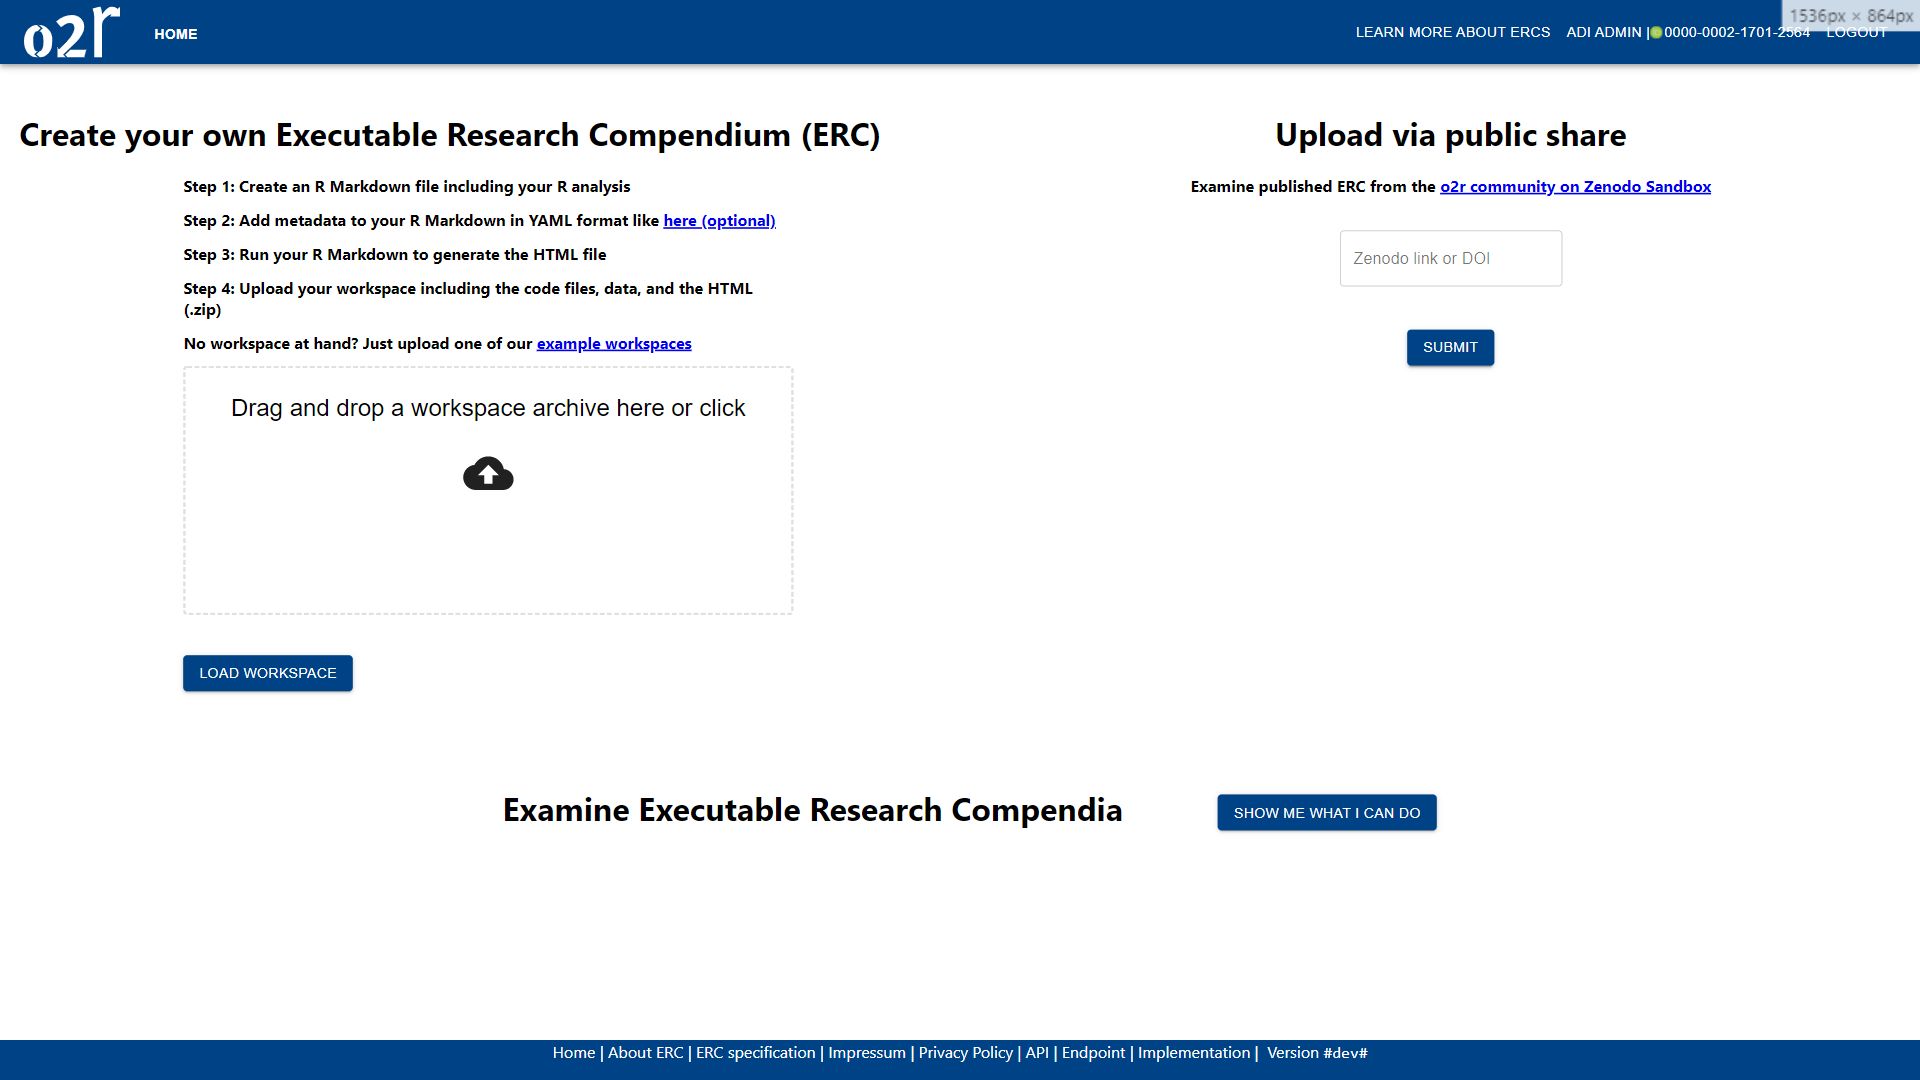 o2r
HOME
LEARN MORE ABOUT ERCS
ADI ADMIN | 0000-0002-1701-2564
LOGOUT
1536px × 864px
Create your own Executable Research Compendium (ERC)
Step 1: Create an R Markdown file including your R analysis
Step 2: Add metadata to your R Markdown in YAML format like here (optional)
Step 3: Run your R Markdown to generate the HTML file
Step 4: Upload your workspace including the code files, data, and the HTML
(.zip)
No workspace at hand? Just upload one of our example workspaces
Drag and drop a workspace archive here or click
LOAD WORKSPACE
Upload via public share
Examine published ERC from the o2r community on Zenodo Sandbox
Zenodo link or DOI
SUBMIT
Examine Executable Research Compendia
SHOW ME WHAT I CAN DO
Home | About ERC | ERC specification | Impressum | Privacy Policy | API | Endpoint | Implementation | Version #dev#